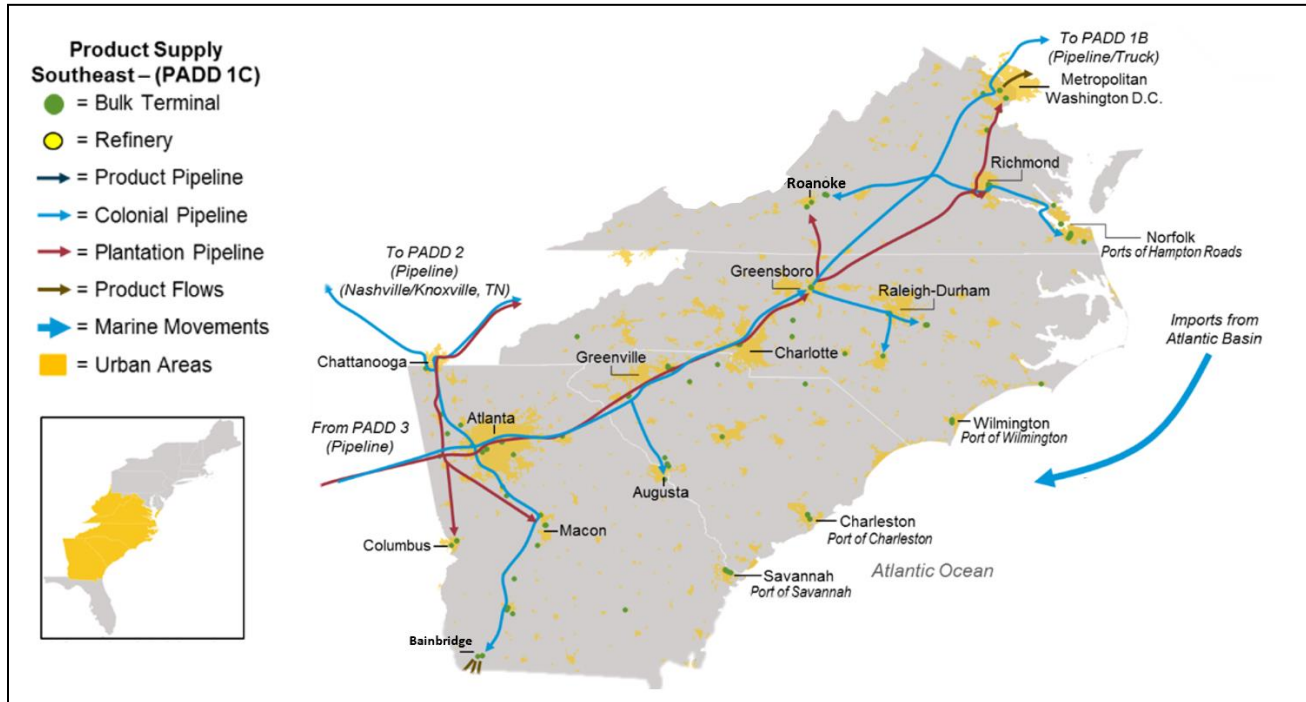 Product Supply
Southeast – (PADD 1C)
= Bulk Terminal
= Refinery
= Product Pipeline
= Colonial Pipeline
= Plantation Pipeline
= Product Flows
= Marine Movements
= Urban Areas
To PADD 1B
(Pipeline/Truck)
Metropolitan
Washington D.C.
Richmond
Roanoke
Norfolk
Ports of Hampton Roads
To PADD 2
(Pipeline)
(Nashville/Knoxville, TN)
Greensboro
Raleigh-Durham
Imports from
Atlantic Basin
Chattanooga
Greenville
Charlotte
From PADD 3
(Pipeline)
Atlanta
Wilmington
Port of Wilmington
Augusta
Columbus
Macon
Charleston
Port of Charleston
Savannah
Port of Savannah
Atlantic Ocean
Bainbridge